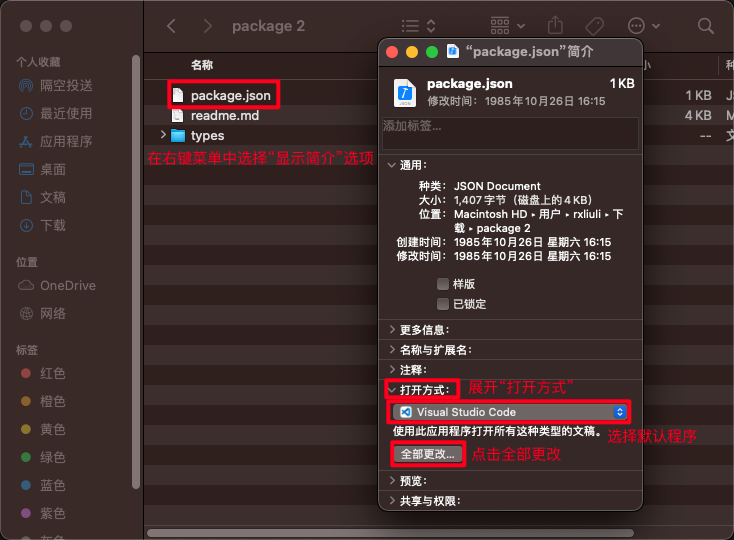 package 2
个人收藏
隔空投送
最近使用
应用程序
桌面
文稿
下载
位置
OneDrive
网络
标签
红色
橙色
黄色
绿色
蓝色
紫色
灰色
名称
package.json
1 KB
readme.md
4 KB
types
--
在右键菜单中选择“显示简介”选项
“package.json”简介
package.json 1 KB
修改时间：1985年10月26日 16:15
添加标签...
通用：
种类： JSON Document
大小： 1,407 字节（磁盘上的 4 KB）
位置： Macintosh HD ▸ 用户 ▸ rxliuli ▸ 下
载 ▸ package 2
创建时间： 1985年10月26日 星期六 16:15
修改时间： 1985年10月26日 星期六 16:15
样版
已锁定
更多信息：
名称与扩展名：
注释：
打开方式： 展开“打开方式”
Visual Studio Code
使用此应用程序打开所有这种类型的文稿。
选择默认程序
全部更改... 点击全部更改
预览：
共享与权限：